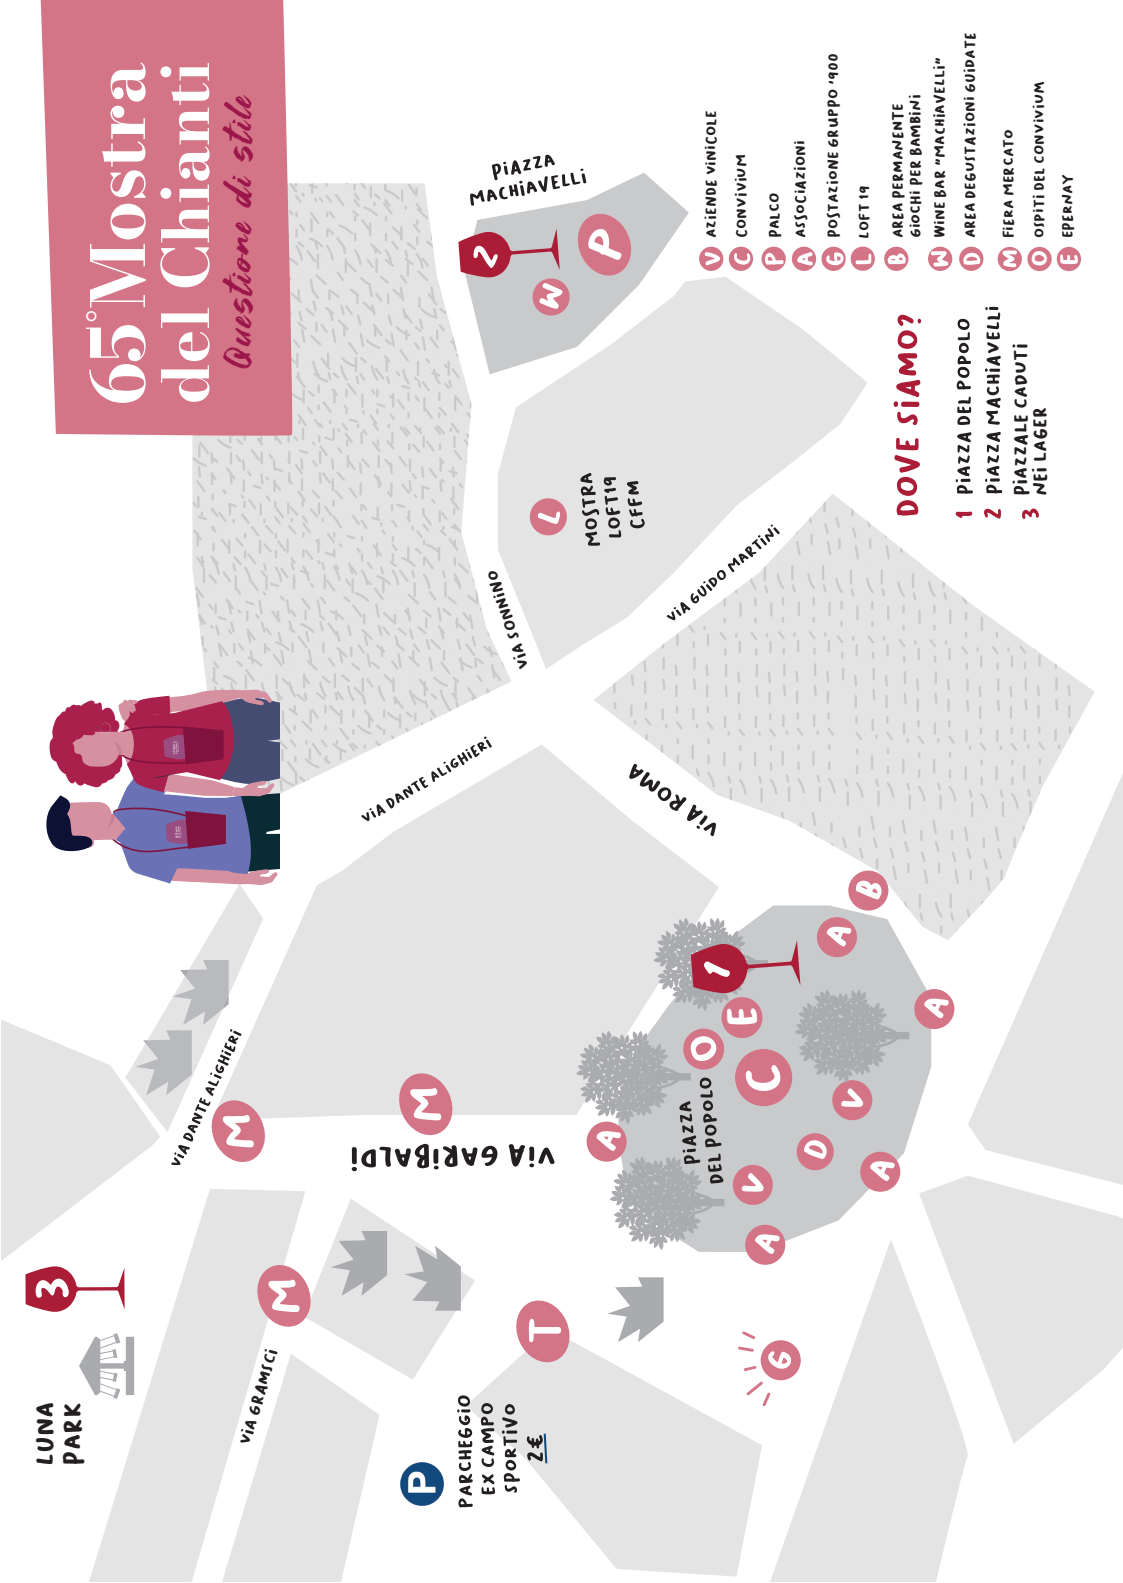 65°Mostra
del Chianti
Questione di stile
PiAZZA
MACHiAVELLi
2
W
P
L
MOSTRA
LOFT19
CFFM
ViA SONNiNO
ViA GUiDO MARTiNi
ViA DANTE ALiGHiERi
ViA ROMA
ViA DANTE ALiGHiERi
M
M
ViA GARiBALDi
B
A
1
A
E
O
C
PiAZZA
DEL POPOLO
A
V
D
V
A
A
3
LUNA
PARK
M
ViA GRAMSCi
T
G
P
PARCHEGGiO
EX CAMPO
SPORTiVO
2€
V AZiENDE ViNiCOLE
C CONViViUM
P PALCO
A ASSOCiAZiONi
G POSTAZiONE GRUPPO '900
L LOFT 19
B AREA PERMANENTE
GiOCHi PER BAMBiNi
W WiNE BAR "MACHiAVELLi"
D AREA DEGUSTAZiONi GUiDATE
M FiERA MERCATO
O OSPiTi DEL CONViViUM
E EPERNAY
DOVE SiAMO?
1 PiAZZA DEL POPOLO
2 PiAZZA MACHiAVELLi
3 PiAZZALE CADUTi
NEi LAGER